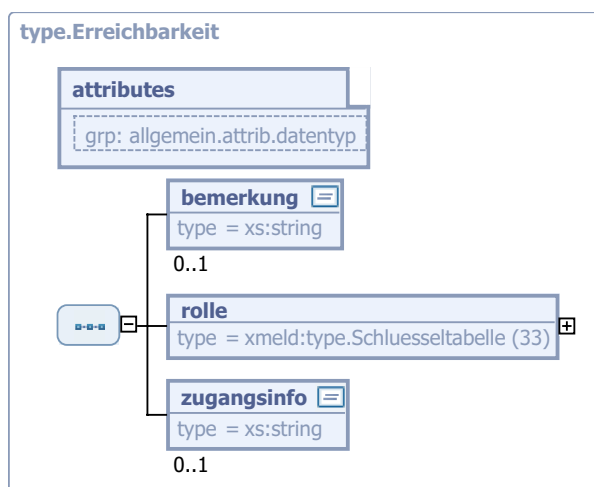 type.Erreichbarkeit
attributes
grp: allgemein.attrib.datentyp
bemerkung
type = xs:string
0..1
rolle
type = xmeld:type.Schluesseltabelle (33)
zugangsinfo
type = xs:string
0..1